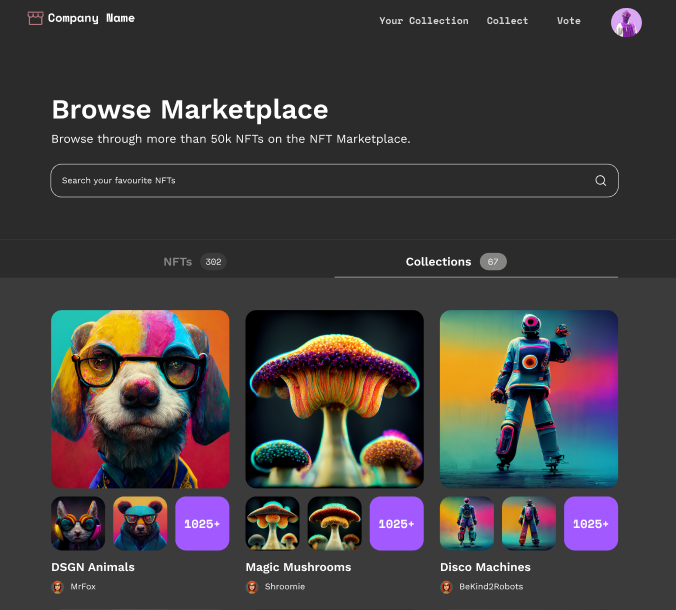 Company Name
Your Collection
Collect
Vote
Browse Marketplace
Browse through more than 50k NFTs on the NFT Marketplace.
Search your favourite NFTs
NFTs 302
Collections 67
1025+
1025+
1025+
DSGN Animals
Magic Mushrooms
Disco Machines
MrFox
Shroomie
BeKind2Robots